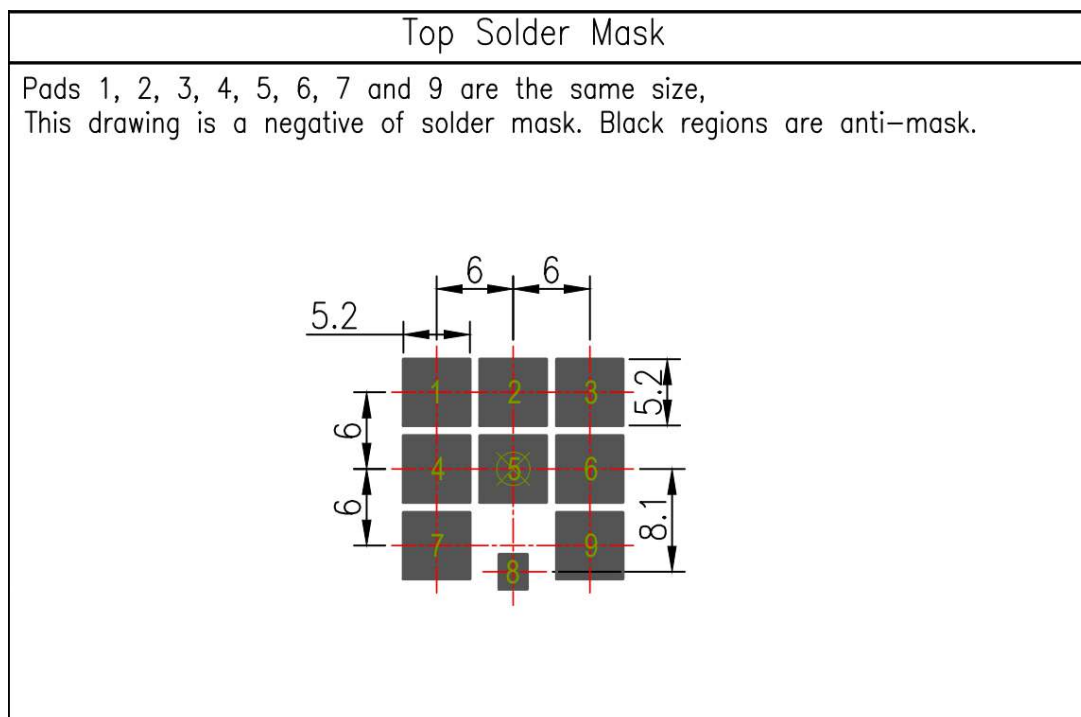 Top Solder Mask
Pads 1, 2, 3, 4, 5, 6, 7 and 9 are the same size,
This drawing is a negative of solder mask. Black regions are anti-mask.
6 6
5.2
1 2 3 5.2
6
4 5 6
6 8.1
7 9
8